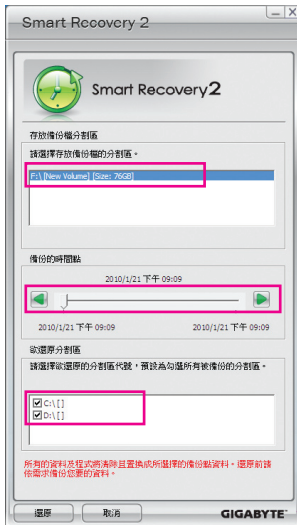 Smart Recovery 2
Smart Recovery2
存放備份檔分割區
請選擇存放備份檔的分割區。
F:\ [New Volume] [Size: 76GB]
備份的時間點
2010/1/21 下午 09:09
2010/1/21 下午 09:09 2010/1/21 下午 09:09
欲還原分割區
請選擇欲還原的分割區代號，預設為勾選所有被備份的分割區。
C:\ [ ]
D:\ [ ]
所有的資料及程式將清除且置換成所選擇的備份點資料。還原前請
依需求備份您要的資料。
還原 取消 GIGABYTE